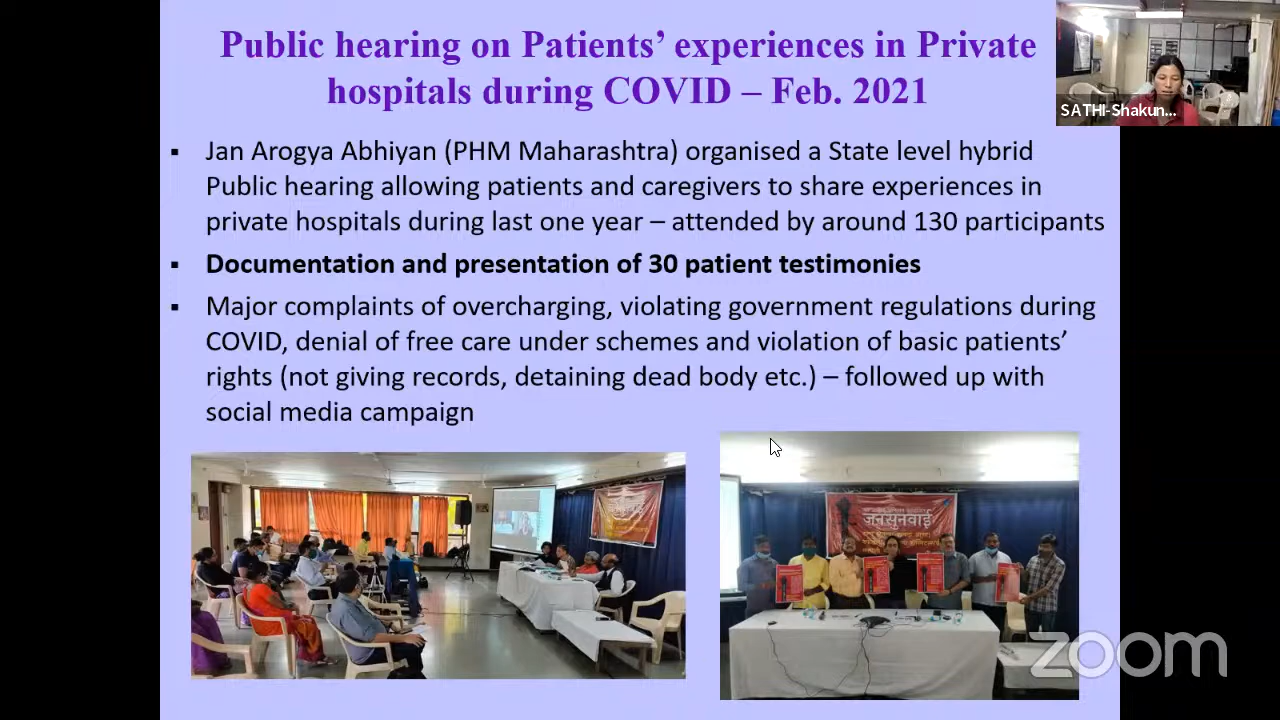 Public hearing on Patients’ experiences in Private
hospitals during COVID – Feb. 2021
SATHI-Shakun...
▪ Jan Arogya Abhiyan (PHM Maharashtra) organised a State level hybrid
Public hearing allowing patients and caregivers to share experiences in
private hospitals during last one year – attended by around 130 participants
▪ Documentation and presentation of 30 patient testimonies
▪ Major complaints of overcharging, violating government regulations during
COVID, denial of free care under schemes and violation of basic patients’
rights (not giving records, detaining dead body etc.) – followed up with
social media campaign
जनसुनवाई
zoom